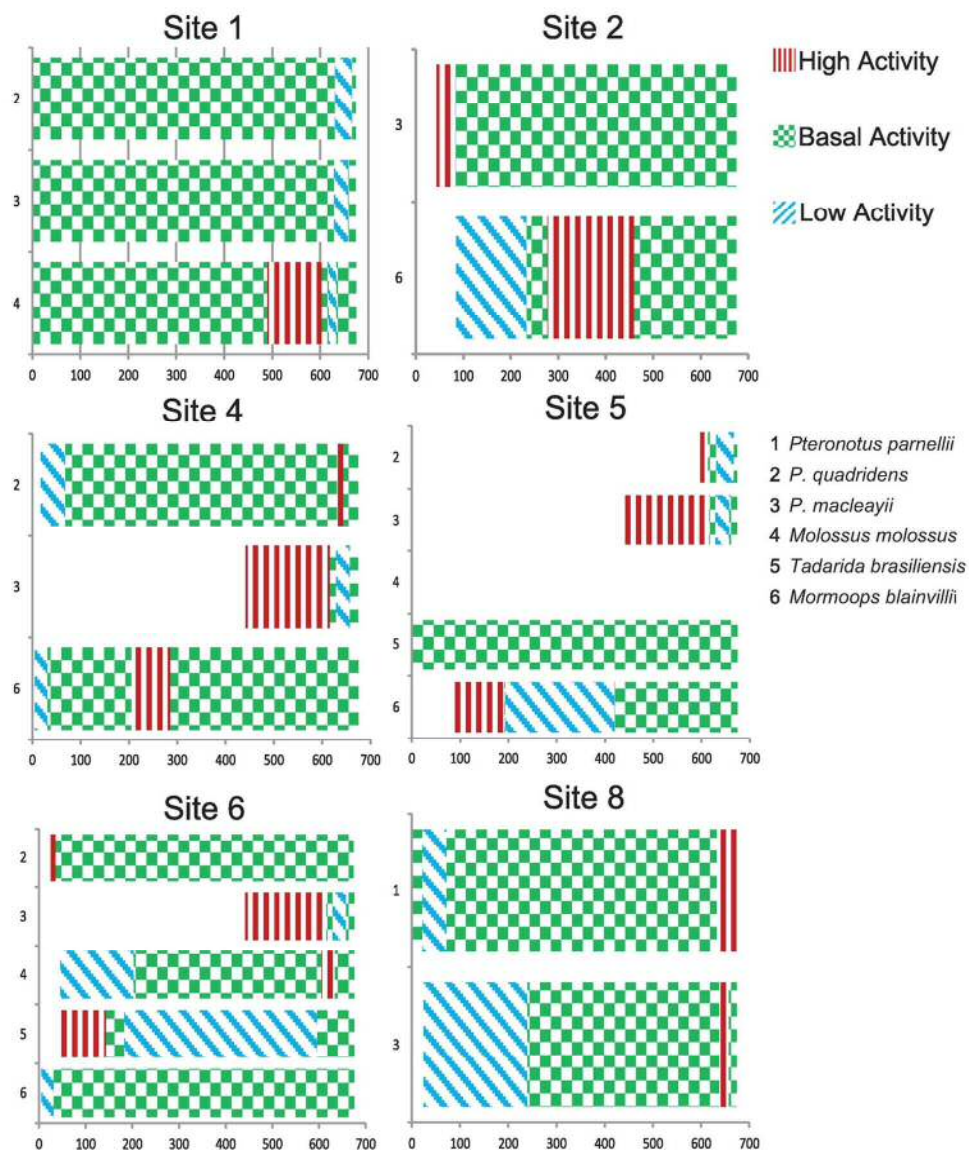 Site 1
2
3
4
0 100 200 300 400 500 600 700
Site 2
3
6
0 100 200 300 400 500 600 700
High Activity
Basal Activity
Low Activity
Site 4
2
3
6
0 100 200 300 400 500 600 700
Site 5
2
3
4
5
6
0 100 200 300 400 500 600 700
1 Pteronotus parnellii
2 P. quadridens
3 P. macleayii
4 Molossus molossus
5 Tadarida brasiliensis
6 Mormoops blainvillii
Site 6
2
3
4
5
6
0 100 200 300 400 500 600 700
Site 8
1
3
0 100 200 300 400 500 600 700